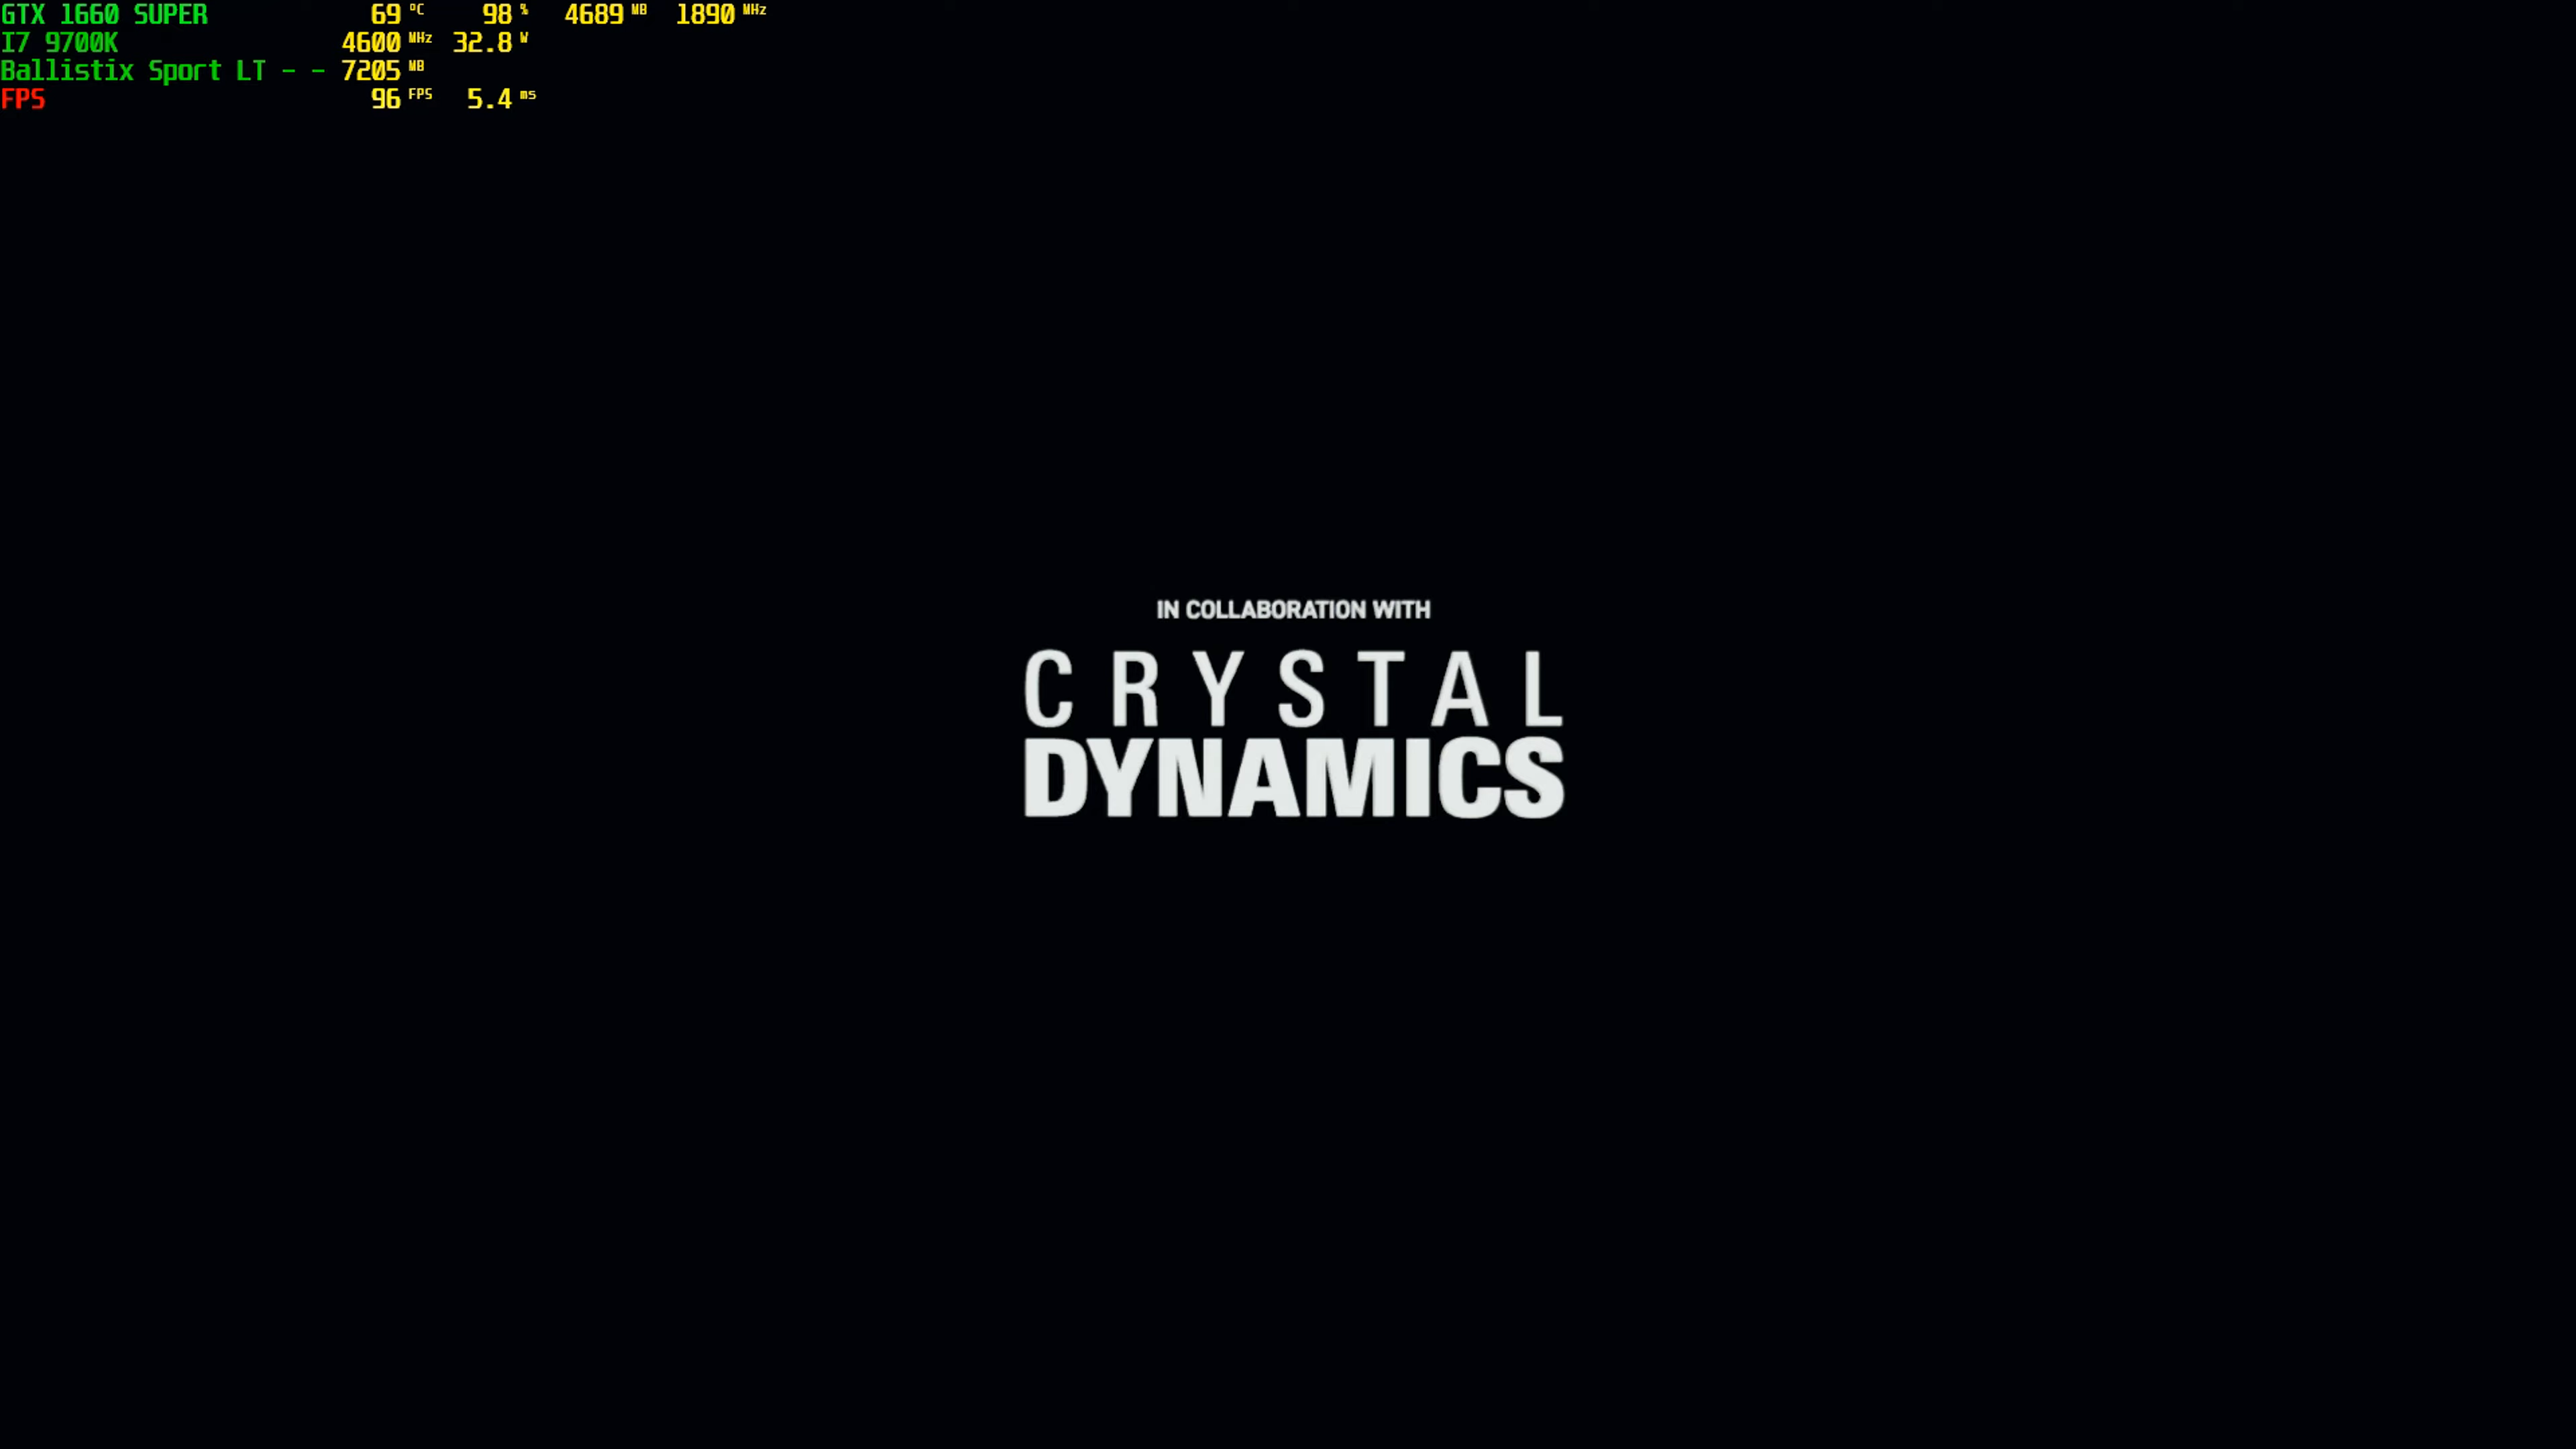 GTX 1660 SUPER 69 °C 98 % 4689 MB 1890 MHz
I7 9700K 4600 MHz 32.8 W
Ballistix Sport LT - - 7205 MB
FPS 96 FPS 5.4 ms
IN COLLABORATION WITH
CRYSTAL
DYNAMICS